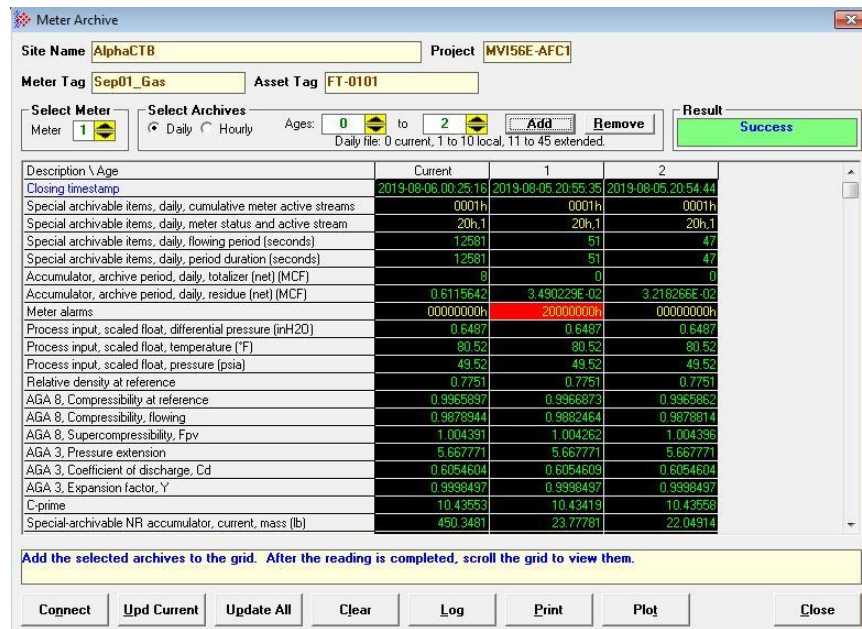 Meter Archive
Site Name AlphaCTB Project MVI56E-AFC1
Meter Tag Sep01_Gas Asset Tag FT-0101
Select Meter Select Archives Result
Meter 1 Daily Hourly Ages: 0 to 2 Add Remove Success
Daily file: 0 current, 1 to 10 local, 11 to 45 extended.
Description \ Age Current 1 2
Closing timestamp 2019-08-06.00:25:16 2019-08-05.20:55:35 2019-08-05.20:54:44
Special archivable items, daily, cumulative meter active streams 0001h 0001h 0001h
Special archivable items, daily, meter status and active stream 20h,1 20h,1 20h,1
Special archivable items, daily, flowing period (seconds) 12581 51 47
Special archivable items, daily, period duration (seconds) 12581 51 47
Accumulator, archive period, daily, totalizer (net) (MCF) 8 0 0
Accumulator, archive period, daily, residue (net) (MCF) 0.6115642 3.490229E-02 3.218266E-02
Meter alarms 00000000h 20000000h 00000000h
Process input, scaled float, differential pressure (inH2O) 0.6487 0.6487 0.6487
Process input, scaled float, temperature (°F) 80.52 80.52 80.52
Process input, scaled float, pressure (psia) 49.52 49.52 49.52
Relative density at reference 0.7751 0.7751 0.7751
AGA 8, Compressibility at reference 0.9965897 0.9966873 0.9965862
AGA 8, Compressibility, flowing 0.9878944 0.9882464 0.9878814
AGA 8, Supercompressibility, Fpv 1.004391 1.004262 1.004396
AGA 3, Pressure extension 5.667771 5.667771 5.667771
AGA 3, Coefficient of discharge, Cd 0.6054604 0.6054609 0.6054604
AGA 3, Expansion factor, Y 0.9998497 0.9998497 0.9998497
C-prime 10.43553 10.43419 10.43558
Special-archivable NR accumulator, current, mass (lb) 450.3481 23.77781 22.04914
Add the selected archives to the grid. After the reading is completed, scroll the grid to view them.
Connect Upd Current Update All Clear Log Print Plot Close